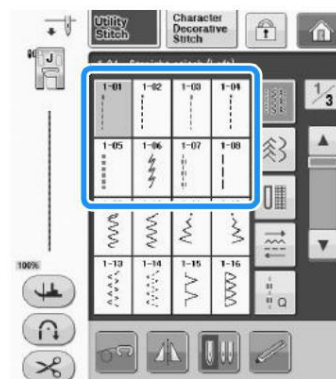 Utility
Stitch
Character
Decorative
Stitch
J
1/3
1-01
1-02
1-03
1-04
1-05
1-06
1-07
1-08
1-13
1-14
1-15
1-16
100%
Q